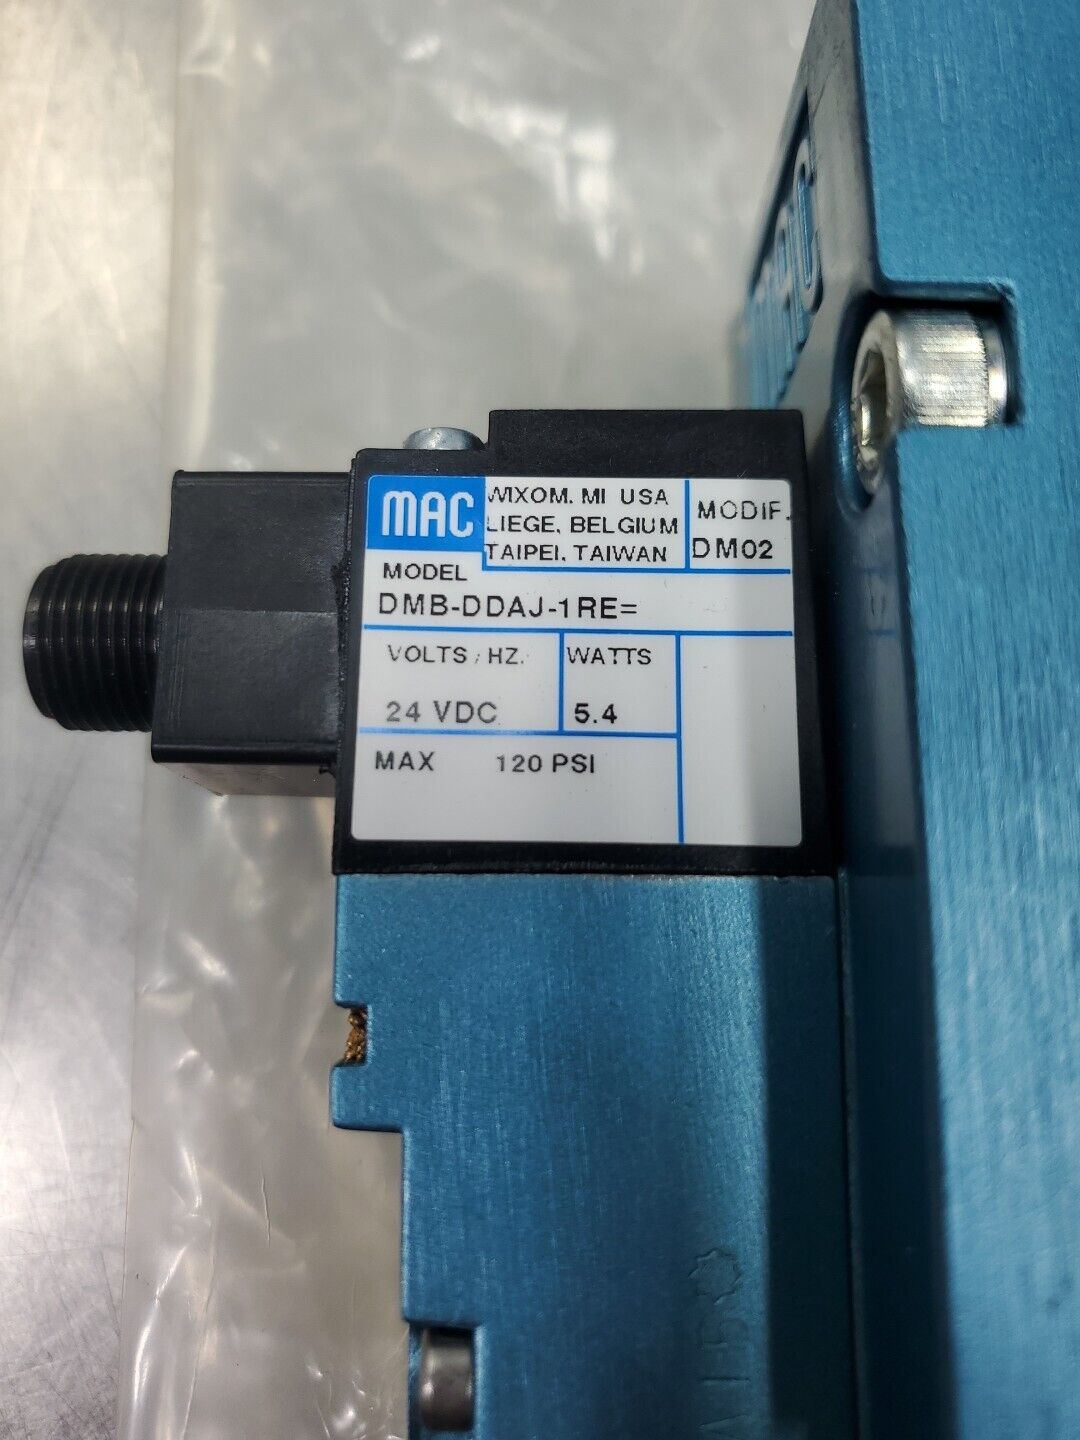 MAC
WIXOM, MI USA
LIEGE, BELGIUM
TAIPEI, TAIWAN
MODIF.
DM02
MODEL
DMB-DDAJ-1RE=
VOLTS / HZ.
24 VDC
WATTS
5.4
MAX 120 PSI
MAC